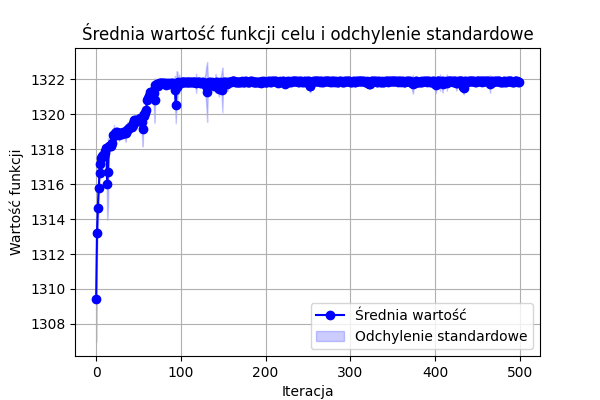 Średnia wartość funkcji celu i odchylenie standardowe
Wartość funkcji
1322
1320
1318
1316
1314
1312
1310
1308
0 100 200 300 400 500
Iteracja
Średnia wartość
Odchylenie standardowe